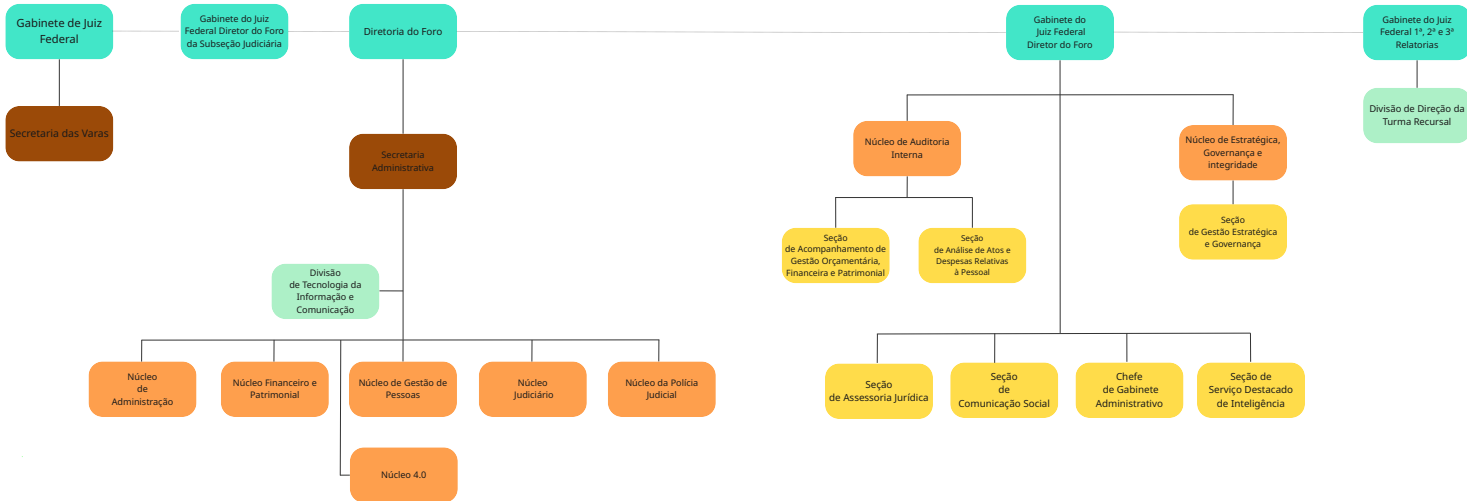 Gabinete de Juiz
Federal
Gabinete do Juiz
Federal Diretor do Foro
da Subseção Judiciária
Diretoria do Foro
Gabinete do
Juiz Federal
Diretor do Foro
Gabinete do Juiz
Federal 1ª, 2ª e 3ª
Relatorias
Secretaria das Varas
Secretaria
Administrativa
Núcleo de Auditoria
Interna
Núcleo de Estratégica,
Governança e
integridade
Divisão de Direção da
Turma Recursal
Seção
de Acompanhamento de
Gestão Orçamentária,
Financeira e Patrimonial
Seção
de Análise de Atos e
Despesas Relativas
à Pessoal
Seção
de Gestão Estratégica
e Governança
Divisão
de Tecnologia da
Informação e
Comunicação
Núcleo
de
Administração
Núcleo Financeiro e
Patrimonial
Núcleo de Gestão de
Pessoas
Núcleo
Judiciário
Núcleo da Polícia
Judicial
Seção
de Assessoria Jurídica
Seção
de
Comunicação Social
Chefe
de Gabinete
Administrativo
Seção de
Serviço Destacado
de Inteligência
Núcleo 4.0